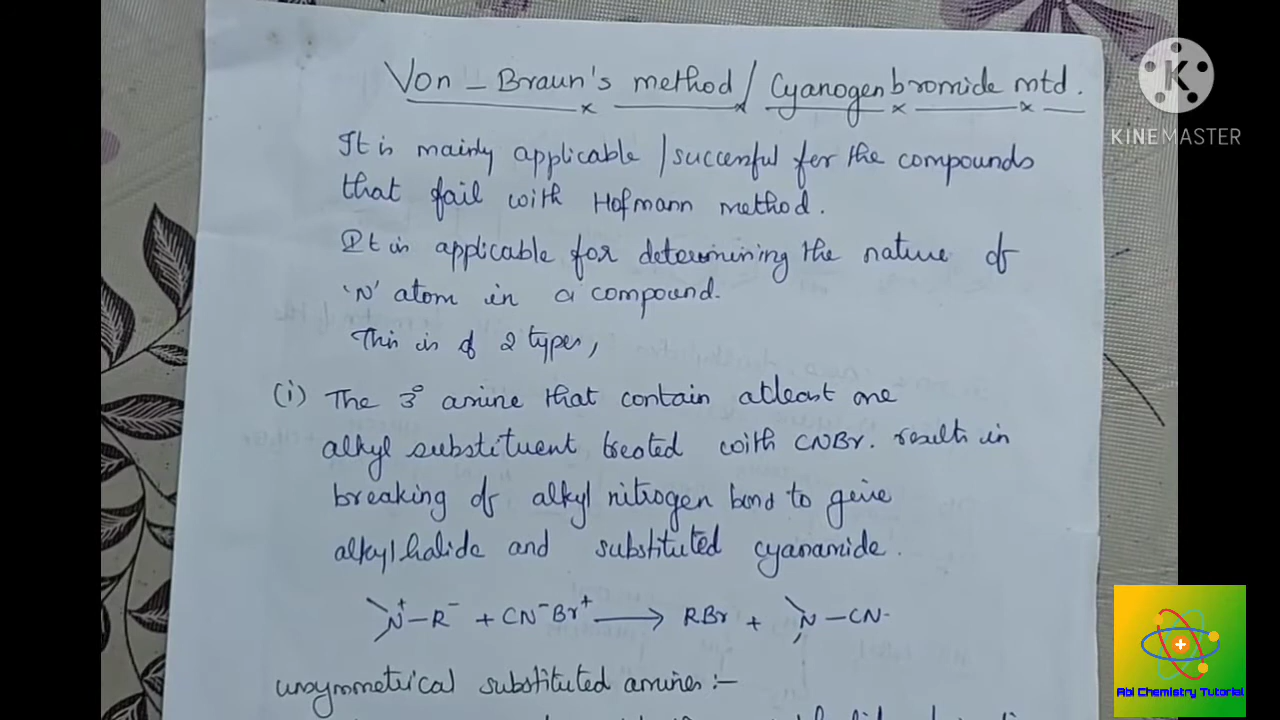 Von - Braun's method / Cyanogenbromide mtd.
KINEMASTER
It is mainly applicable / successful for the compounds
that fail with Hofmann method.
It is applicable for determining the nature of
'N' atom in a compound.
This is of 2 types,
(i) The 3° amine that contain atleast one
alkyl substituent treated with CNBr. results in
breaking of alkyl nitrogen bond to give
alkyl halide and substituted cyanamide.
N⁺-R⁻ + CN⁻Br⁺ → RBr + N-CN.
unsymmetrical substituted amines :-
Abi Chemistry Tutorial